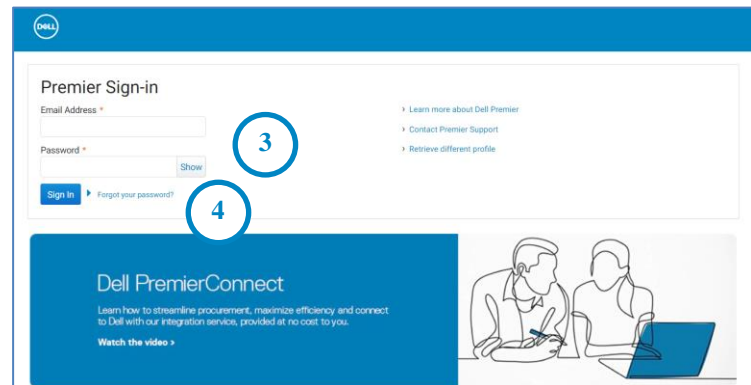 DELL
Premier Sign-in
Email Address *
Password *
Show
Sign In
Forgot your password?
3
4
Learn more about Dell Premier
Contact Premier Support
Retrieve different profile
Dell PremierConnect
Learn how to streamline procurement, maximize efficiency and connect
to Dell with our integration service, provided at no cost to you.
Watch the video >